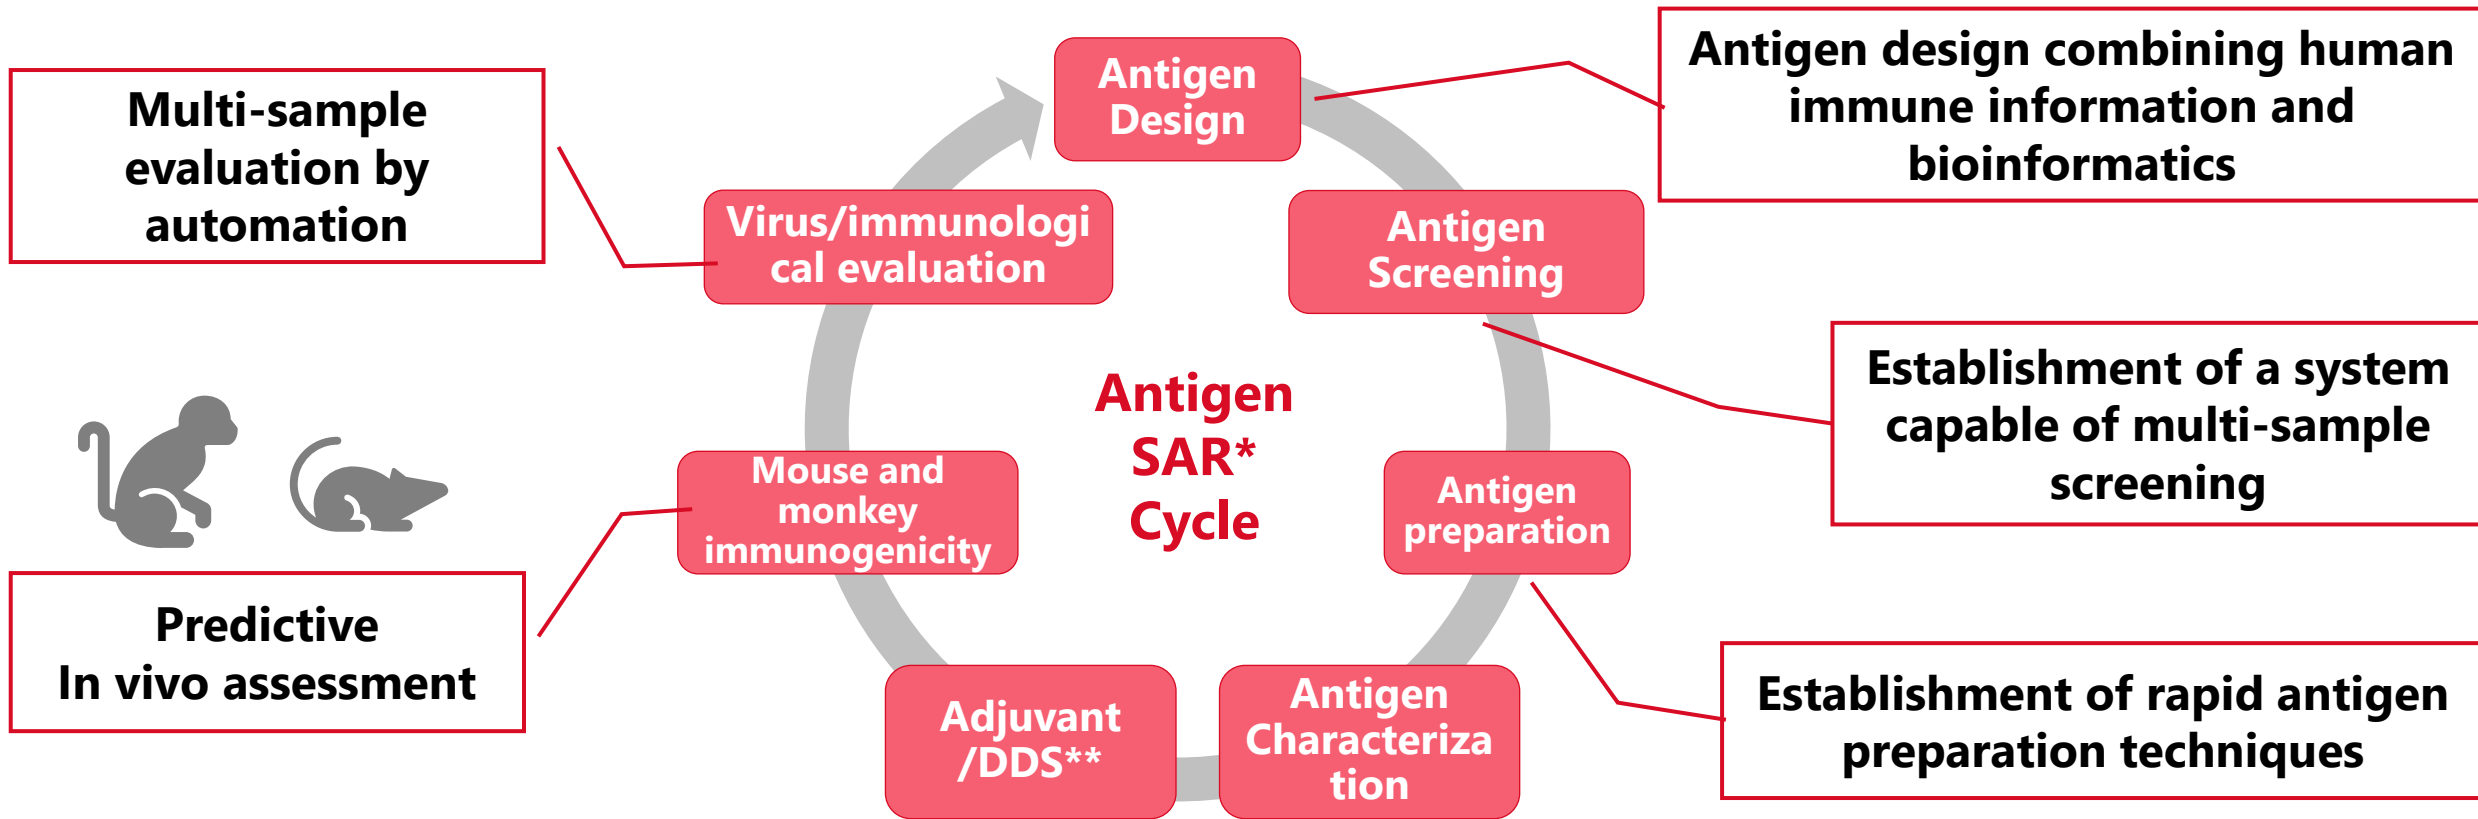 Antigen
Design
Antigen design combining human
immune information and
bioinformatics
Multi-sample
evaluation by
automation
Virus/immunologi
cal evaluation
Antigen
Screening
Establishment of a system
capable of multi-sample
screening
Antigen
SAR*
Cycle
Mouse and
monkey
immunogenicity
Antigen
preparation
Predictive
In vivo assessment
Adjuvant
/DDS**
Antigen
Characteriza
tion
Establishment of rapid antigen
preparation techniques